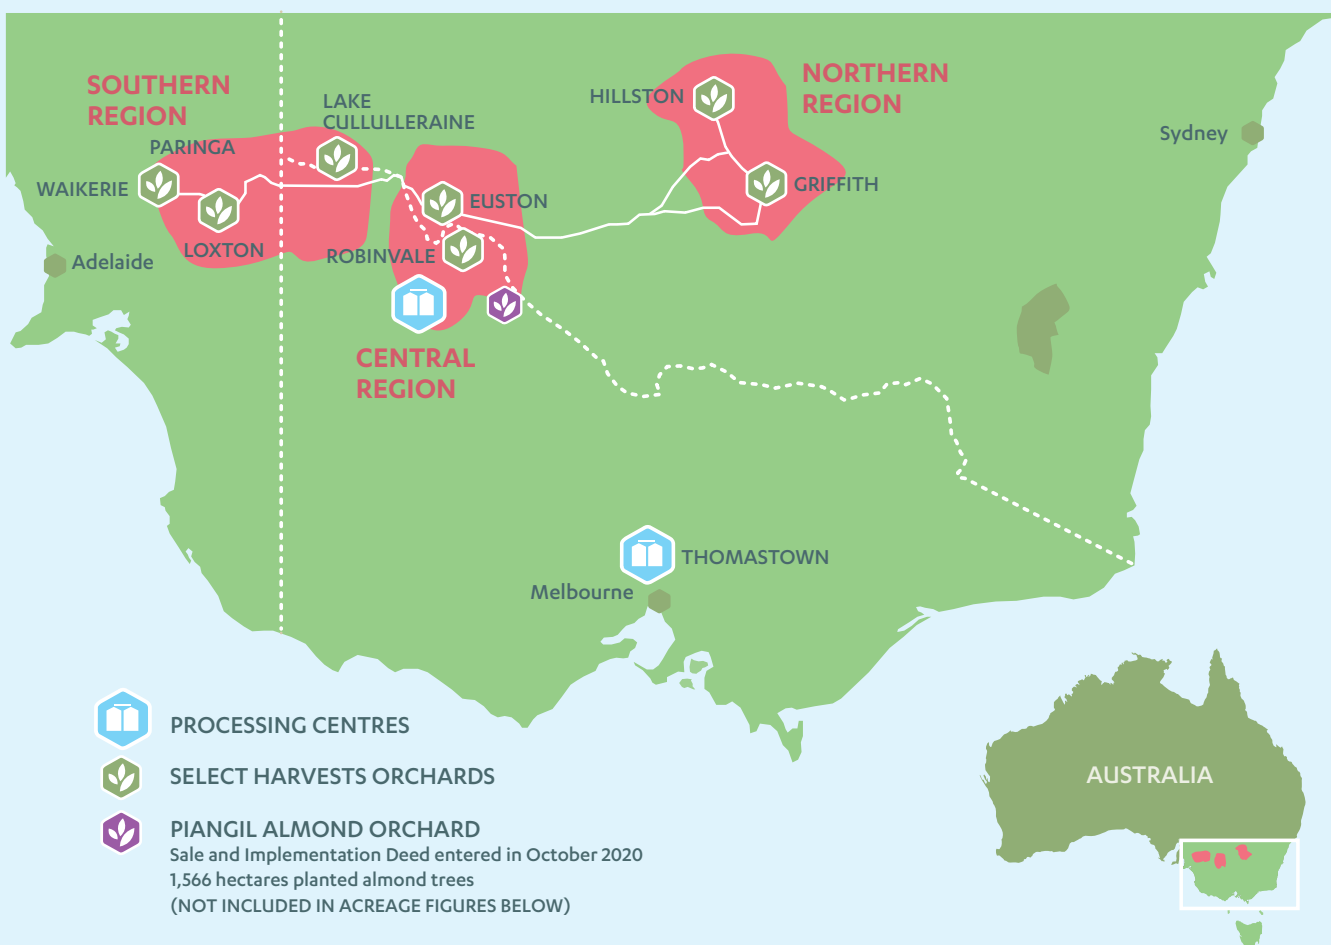 SOUTHERN
REGION
LAKE
CULLULLERAINE
PARINGA
WAIKERIE
LOXTON
Adelaide
HILLSTON
NORTHERN
REGION
GRIFFITH
Sydney
EUSTON
ROBINVALE
CENTRAL
REGION
THOMASTOWN
Melbourne
PROCESSING CENTRES
SELECT HARVESTS ORCHARDS
PIANGIL ALMOND ORCHARD
Sale and Implementation Deed entered in October 2020
1,566 hectares planted almond trees
(NOT INCLUDED IN ACREAGE FIGURES BELOW)
AUSTRALIA